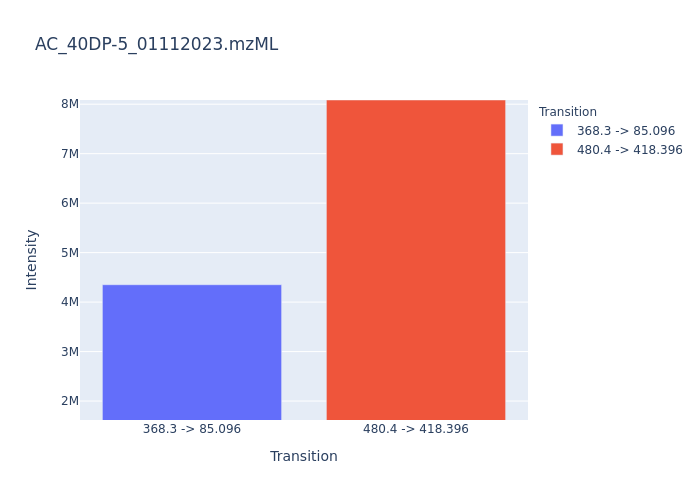 AC_40DP-5_01112023.mzML
8M
7M
6M
5M
4M
3M
2M
Intensity
368.3 -> 85.096
480.4 -> 418.396
Transition
Transition
368.3 -> 85.096
480.4 -> 418.396